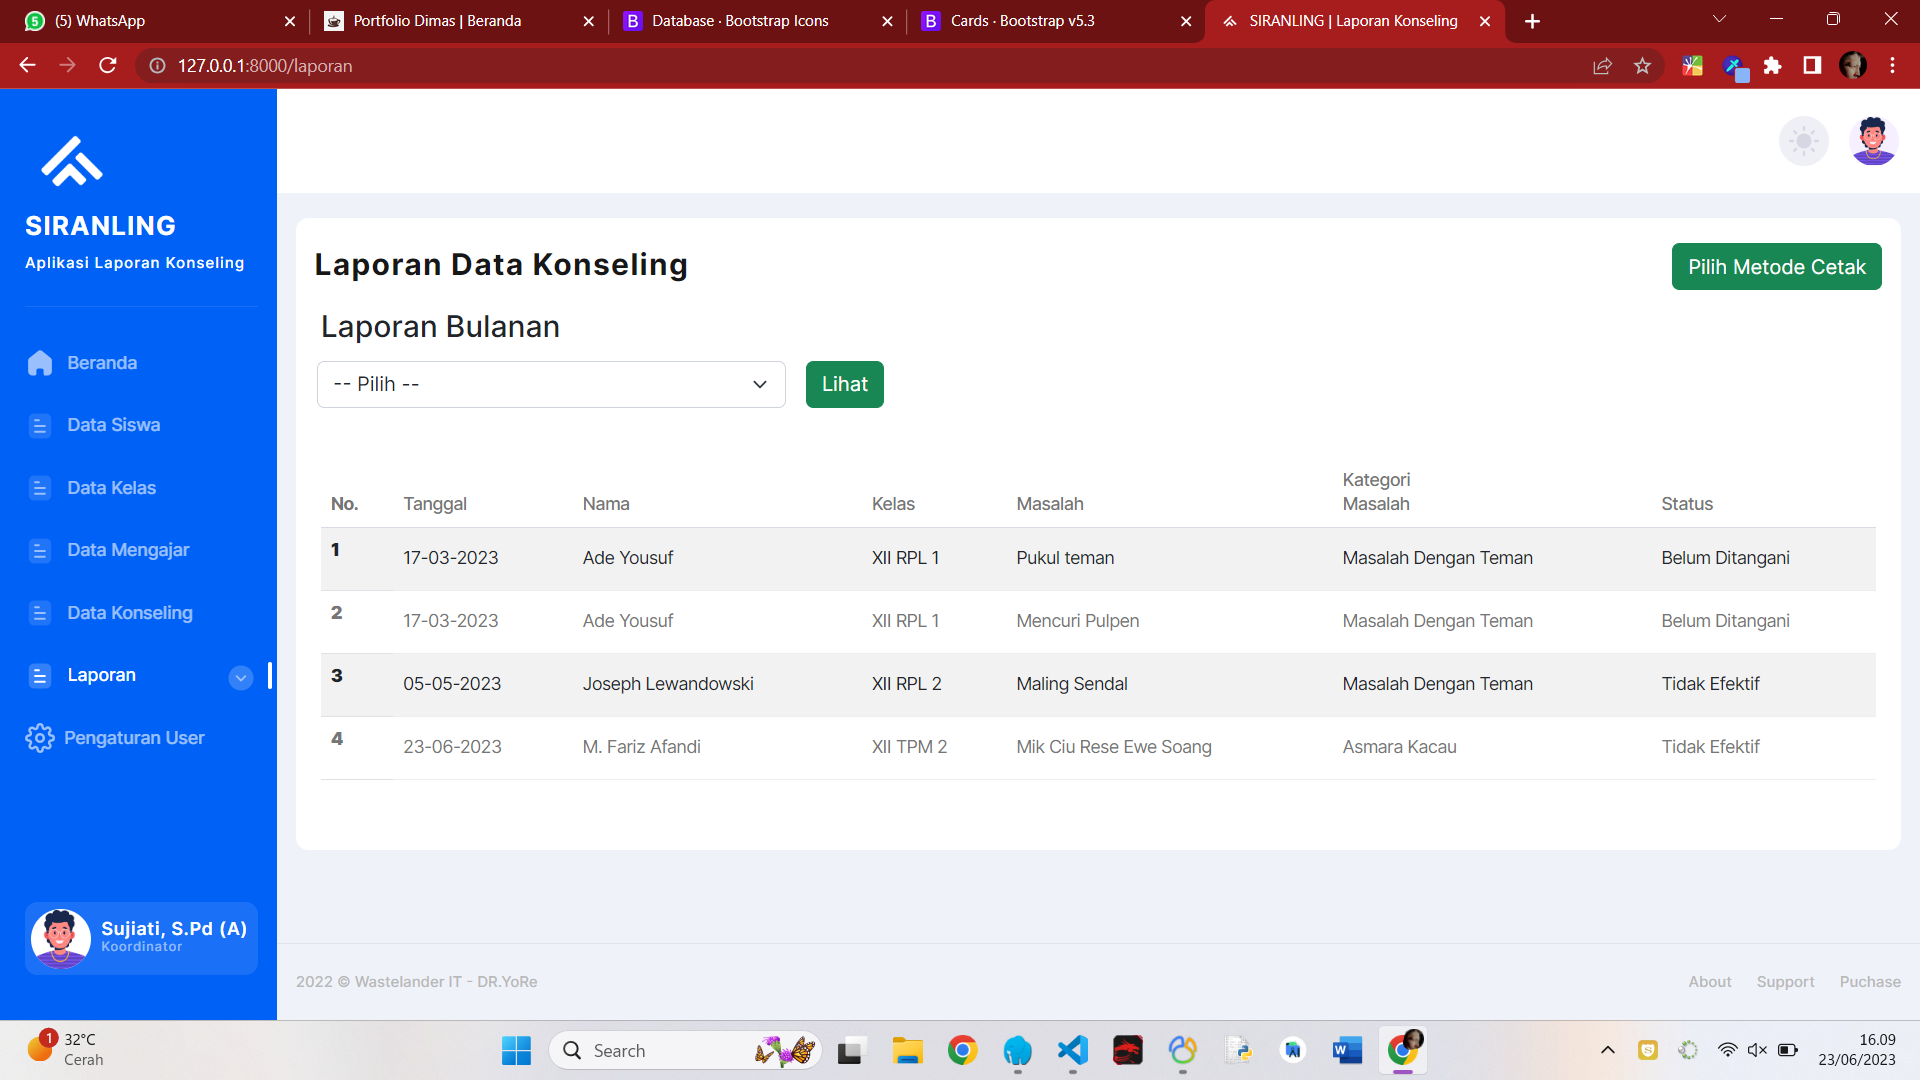 (5) WhatsApp
Portfolio Dimas | Beranda
Database · Bootstrap Icons
Cards · Bootstrap v5.3
SIRANLING | Laporan Konseling
127.0.0.1:8000/laporan
SIRANLING
Aplikasi Laporan Konseling
Beranda
Data Siswa
Data Kelas
Data Mengajar
Data Konseling
Laporan
Pengaturan User
Sujiati, S.Pd (A)
Koordinator
Laporan Data Konseling
Pilih Metode Cetak
Laporan Bulanan
-- Pilih --
Lihat
No. Tanggal Nama Kelas Masalah Kategori Masalah Status
1 17-03-2023 Ade Yousuf XII RPL 1 Pukul teman Masalah Dengan Teman Belum Ditangani
2 17-03-2023 Ade Yousuf XII RPL 1 Mencuri Pulpen Masalah Dengan Teman Belum Ditangani
3 05-05-2023 Joseph Lewandowski XII RPL 2 Maling Sendal Masalah Dengan Teman Tidak Efektif
4 23-06-2023 M. Fariz Afandi XII TPM 2 Mik Ciu Rese Ewe Soang Asmara Kacau Tidak Efektif
2022 © Wastelander IT - DR.YoRe
About Support Puchase
1
32°C
Cerah
Search
16.09
23/06/2023